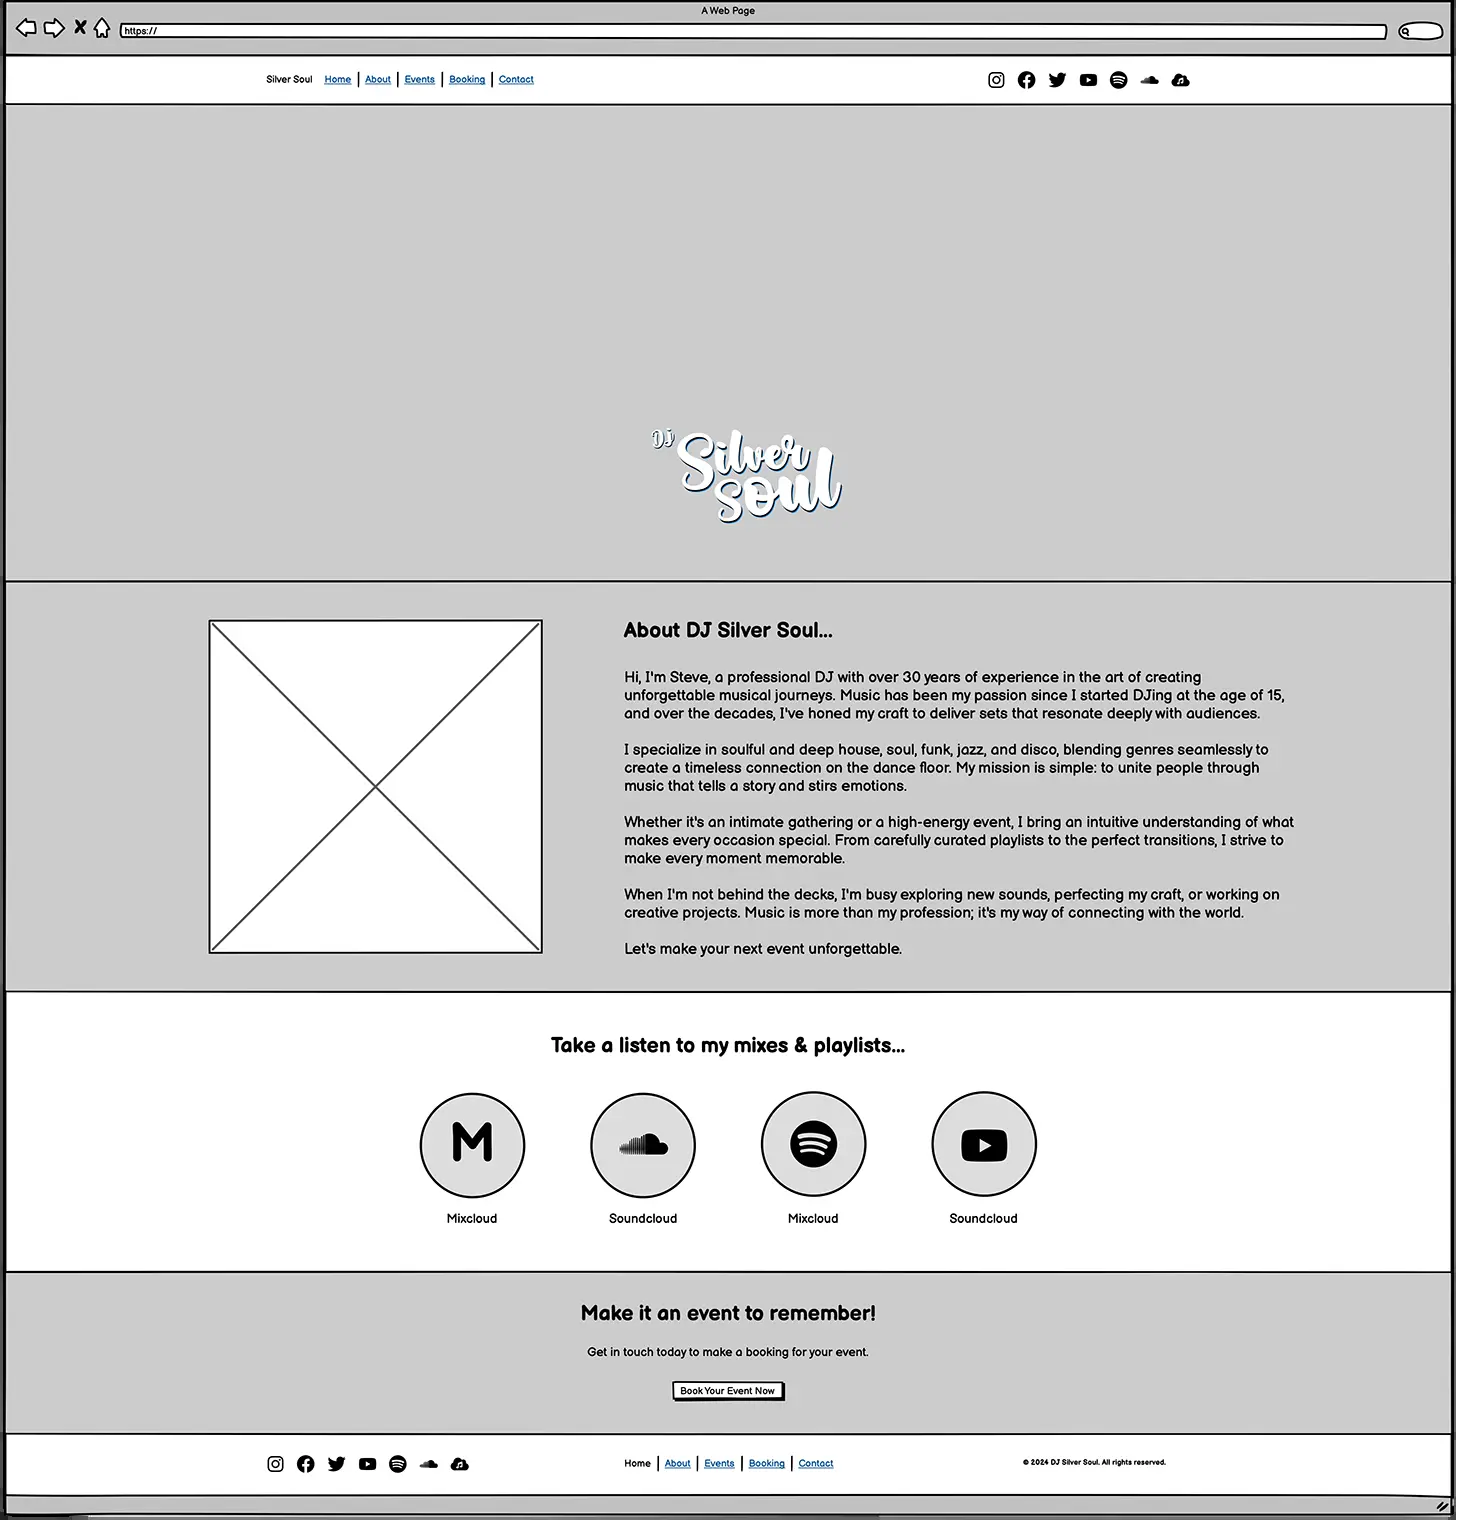 A Web Page
https://
Silver Soul Home About Events Booking Contact
Dj Silver
Soul
About DJ Silver Soul...
Hi, I'm Steve, a professional DJ with over 30 years of experience in the art of creating
unforgettable musical journeys. Music has been my passion since I started DJing at the age of 15,
and over the decades, I've honed my craft to deliver sets that resonate deeply with audiences.
I specialize in soulful and deep house, soul, funk, jazz, and disco, blending genres seamlessly to
create a timeless connection on the dance floor. My mission is simple: to unite people through
music that tells a story and stirs emotions.
Whether it's an intimate gathering or a high-energy event, I bring an intuitive understanding of what
makes every occasion special. From carefully curated playlists to the perfect transitions, I strive to
make every moment memorable.
When I'm not behind the decks, I'm busy exploring new sounds, perfecting my craft, or working on
creative projects. Music is more than my profession; it's my way of connecting with the world.
Let's make your next event unforgettable.
Take a listen to my mixes & playlists...
M
Mixcloud Soundcloud Mixcloud Soundcloud
Make it an event to remember!
Get in touch today to make a booking for your event.
Book Your Event Now
Home About Events Booking Contact
© 2024 DJ Silver Soul. All rights reserved.